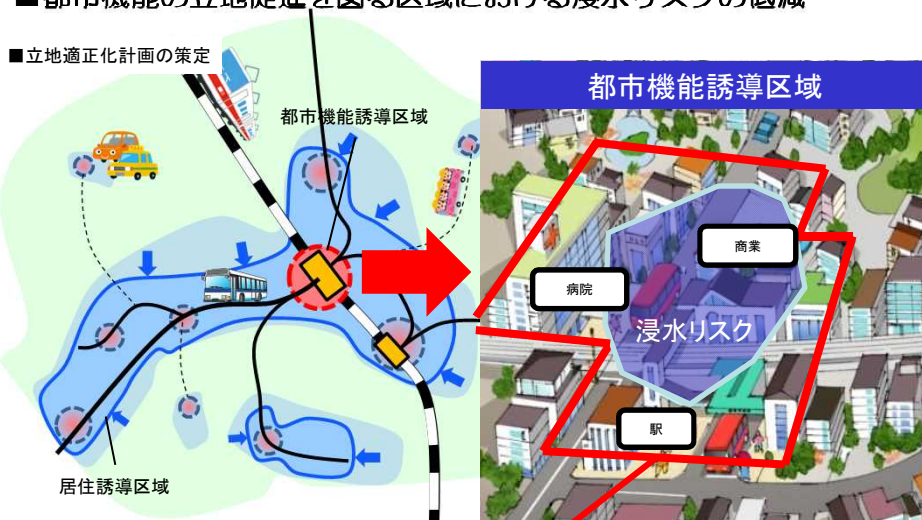 ■都市機能の立地促進を図る区域における浸水リスクの低減
■立地適正化計画の策定
都市機能誘導区域
都市機能誘導区域
商業
病院
浸水リスク
駅
居住誘導区域